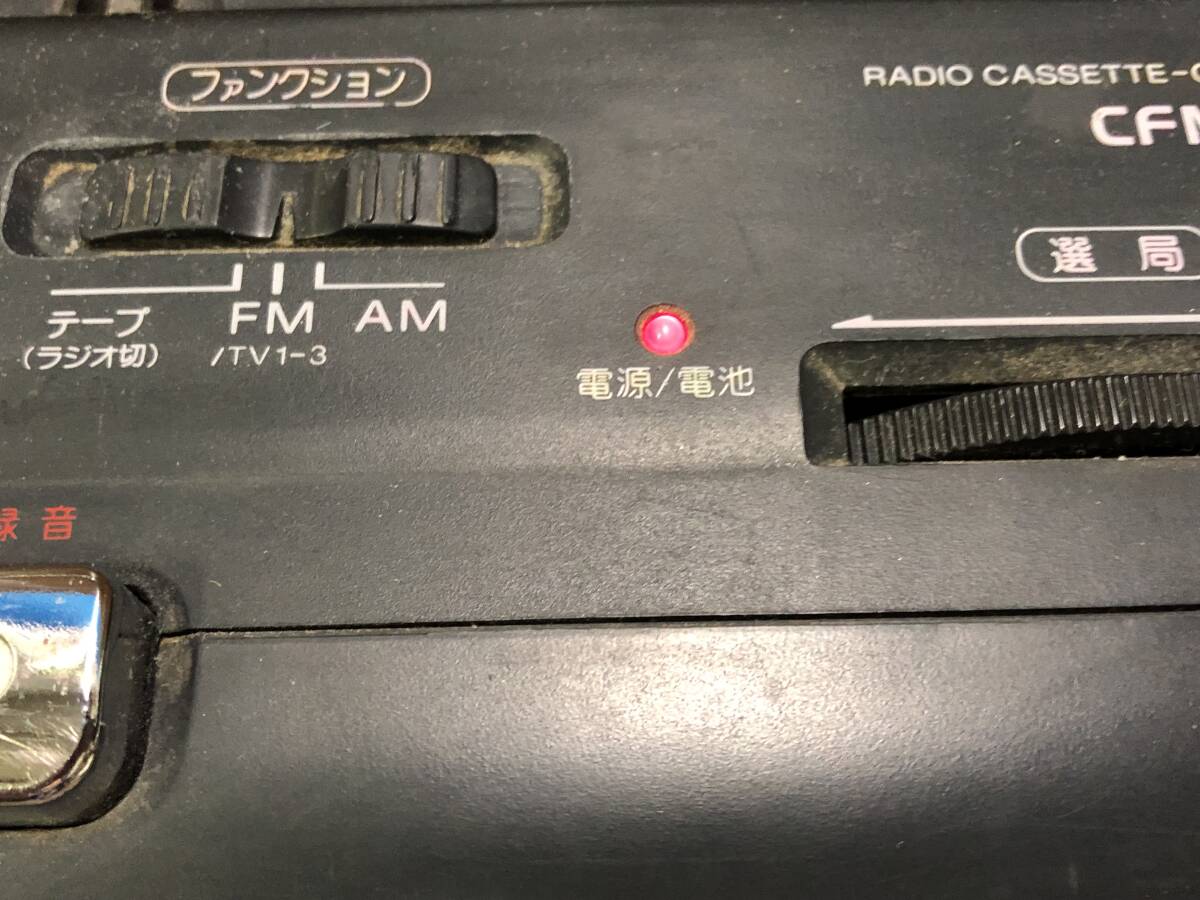 ファンクション
RADIO CASSETTE-
CFM
選 局
テープ FM AM
(ラジオ切) /TV1-3
電源/電池
録音